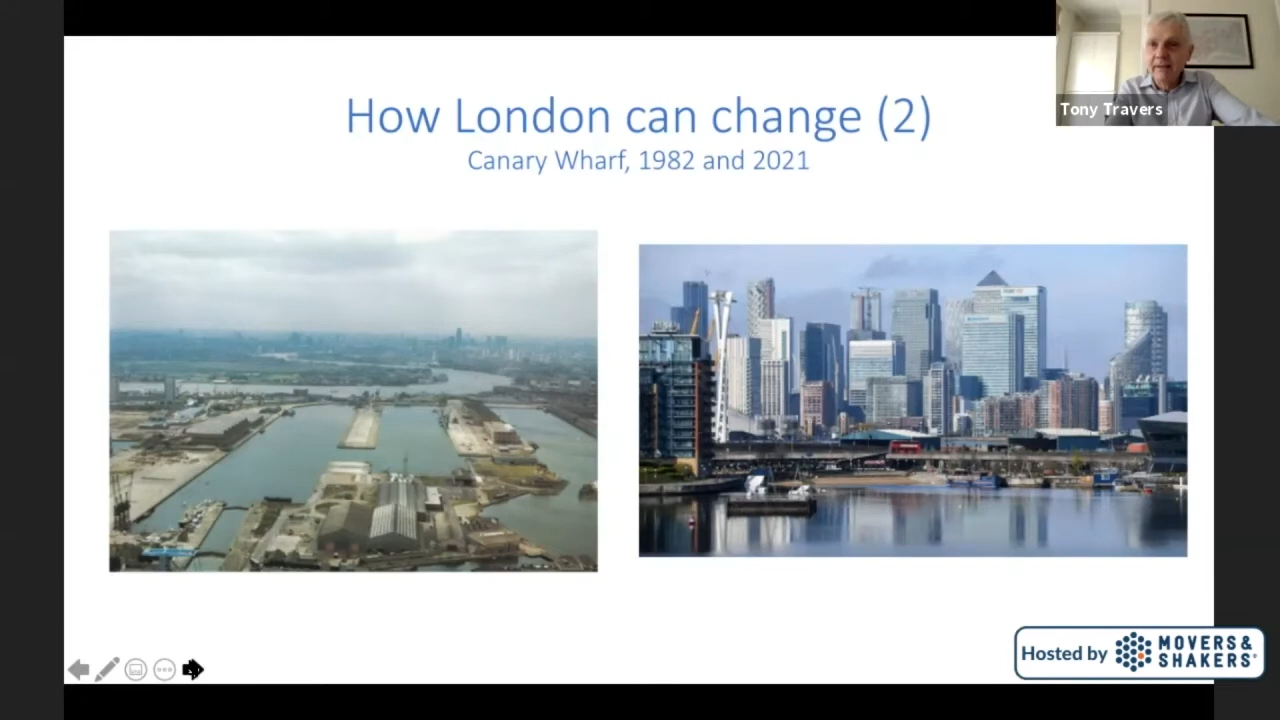 How London can change (2)
Canary Wharf, 1982 and 2021
Tony Travers
Hosted by
MOVERS&
SHAKERS